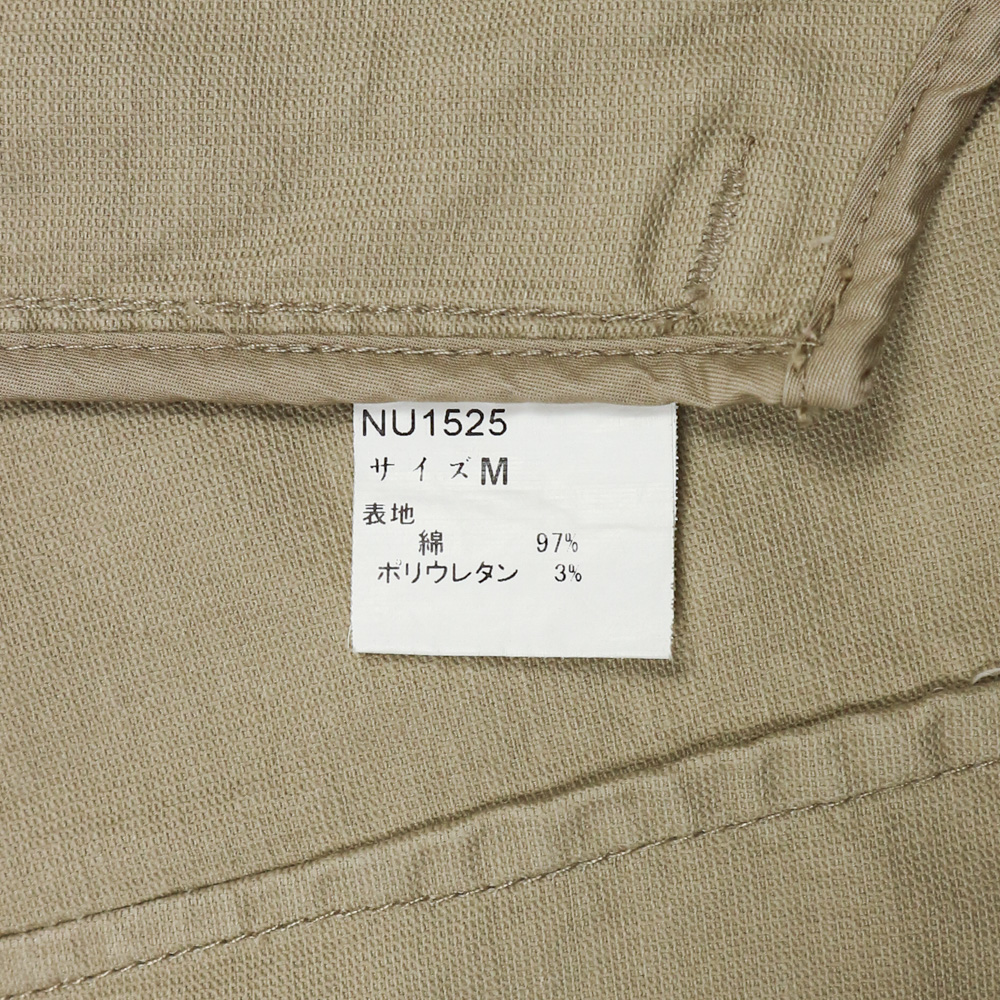 NU1525
サイズM
表地
綿 97%
ポリウレタン 3%